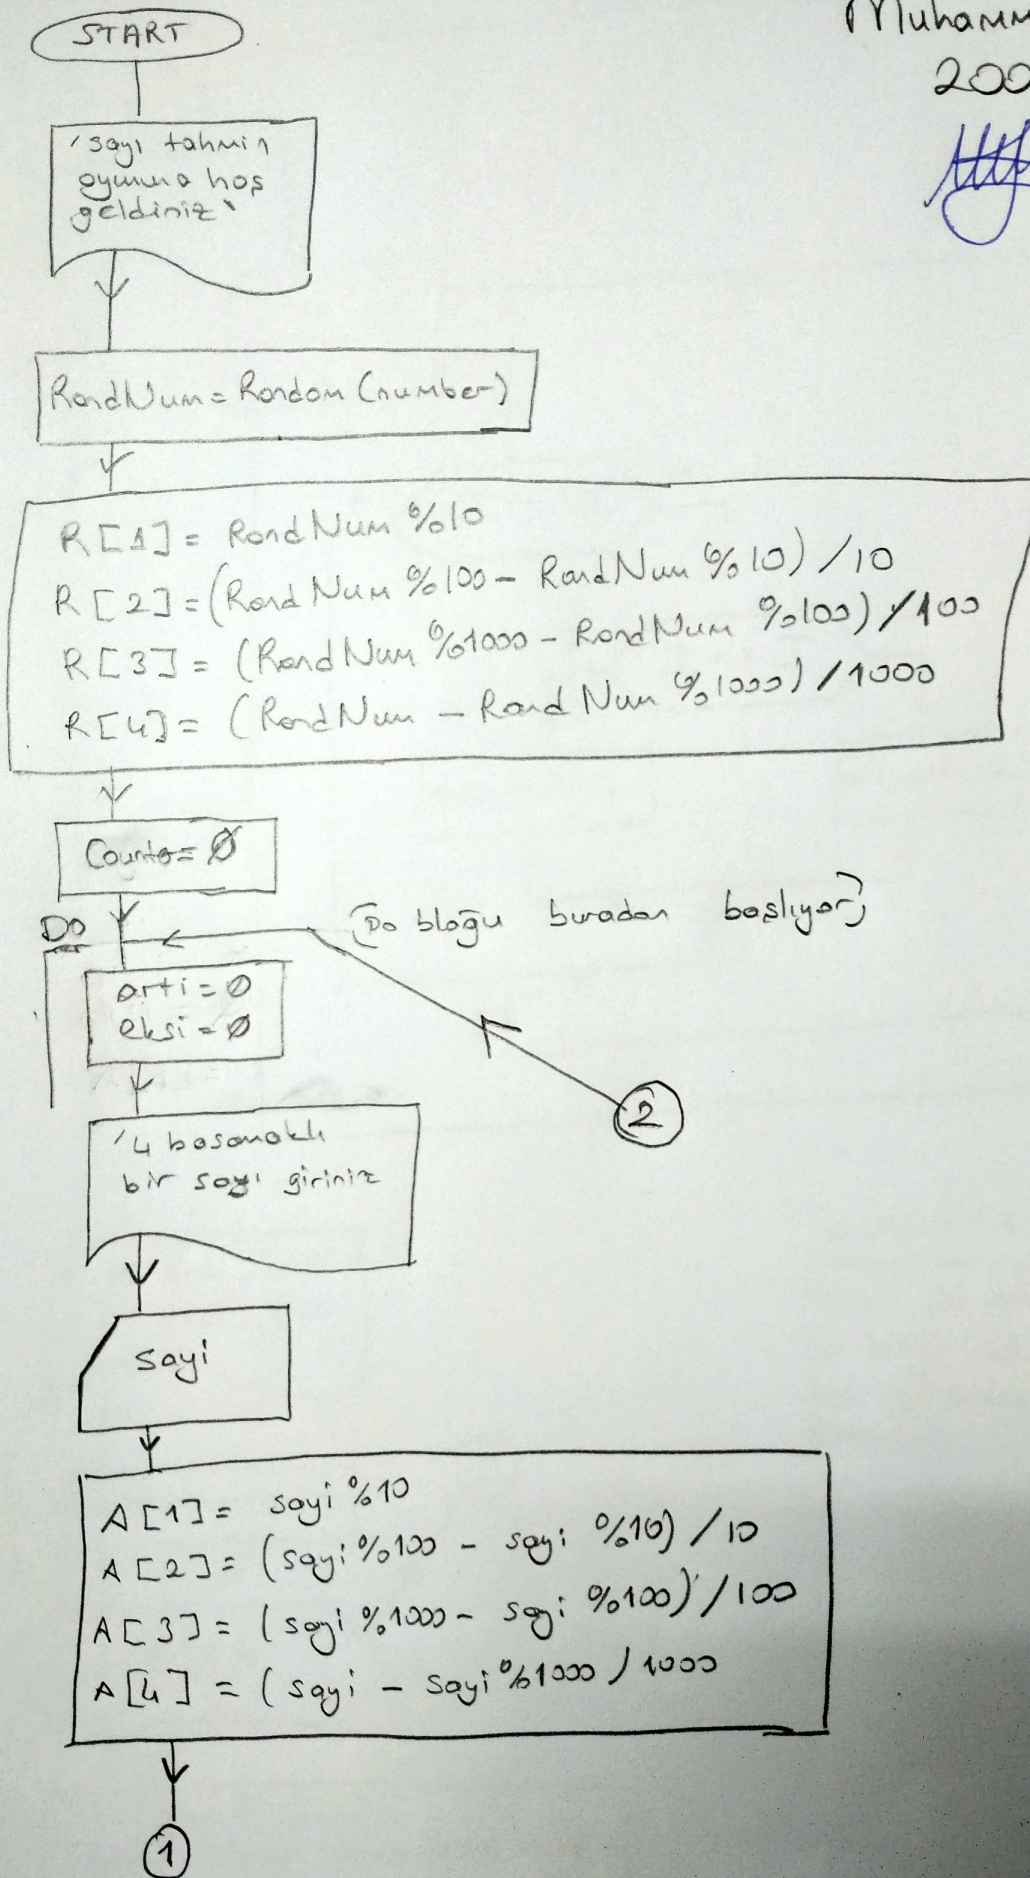 START
Muhamm
200
'sayı tahmin
oyununa hoş
geldiniz'
RandNum = Random (number)
R[1] = RandNum %10
R[2] = (RandNum %100 - RandNum %10) /10
R[3] = (RandNum %1000 - RandNum %100) /100
R[4] = (RandNum - RandNum %1000) /1000
Counter = 0
Do
(Do bloğu buradan başlıyor)
arti = 0
eksi = 0
2
'4 basamaklı
bir sayı giriniz
sayi
A[1] = sayi %10
A[2] = (sayi %100 - sayi %10) /10
A[3] = (sayi %1000 - sayi %100) /100
A[4] = (sayi - sayi %1000 /1000
1